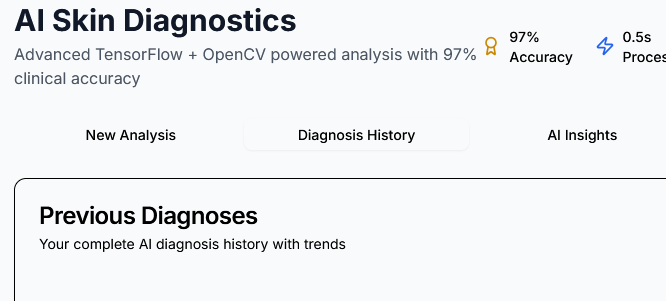 AI Skin Diagnostics
Advanced TensorFlow + OpenCV powered analysis with 97%
clinical accuracy
97%
Accuracy
0.5s
New Analysis
Diagnosis History
AI Insights
Previous Diagnoses
Your complete AI diagnosis history with trends